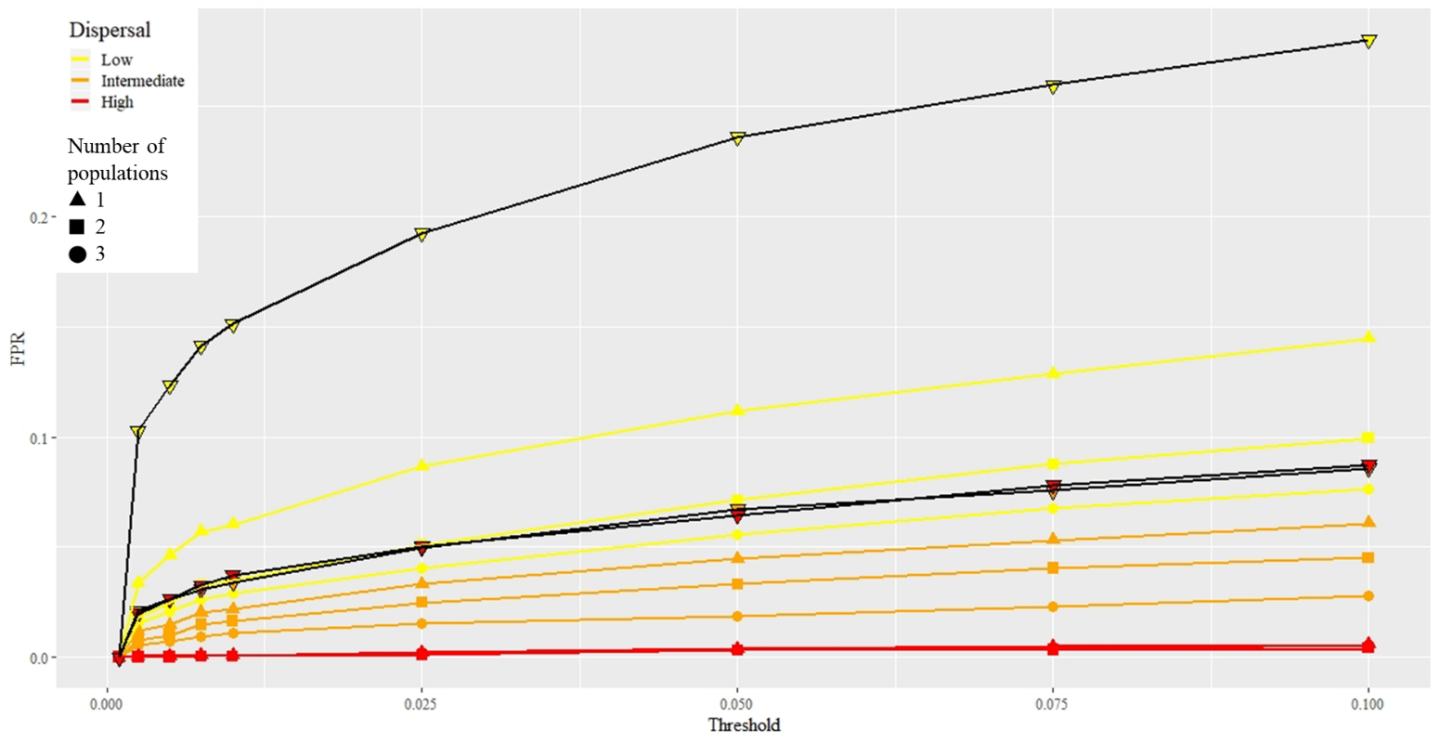 Dispersal
Low
Intermediate
High
Number of
populations
1
2
3
0.2
0.1
0.0
FPR
0.000
0.025
0.050
0.075
0.100
Threshold